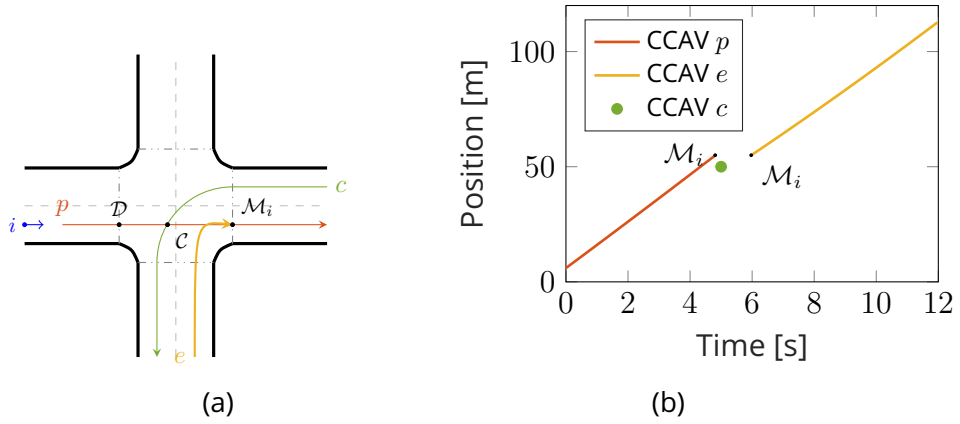 p
i
D
C
M_i
c
e
(a)
Position [m]
100
50
0
CCAV p
CCAV e
CCAV c
M_i
M_i
0 2 4 6 8 10 12
Time [s]
(b)